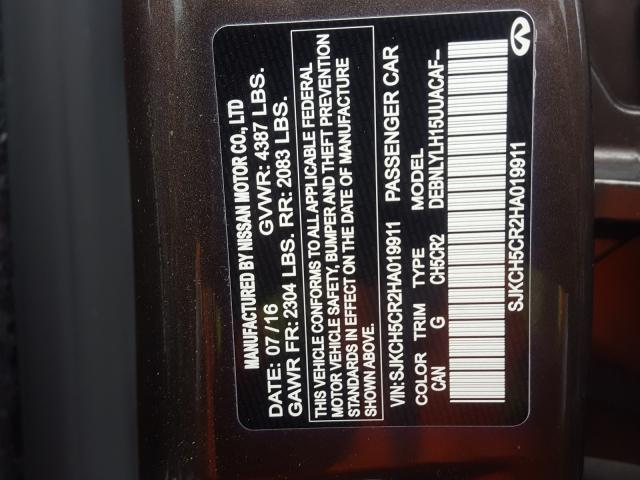 MANUFACTURED BY NISSAN MOTOR CO., LTD
DATE: 07/16 GVWR: 4387 LBS.
GAWR FR: 2304 LBS. RR: 2083 LBS.
THIS VEHICLE CONFORMS TO ALL APPLICABLE FEDERAL
MOTOR VEHICLE SAFETY, BUMPER AND THEFT PREVENTION
STANDARDS IN EFFECT ON THE DATE OF MANUFACTURE
SHOWN ABOVE.
VIN: SJKCH5CR2HA019911 PASSENGER CAR
COLOR TRIM TYPE MODEL
CAN G CH5CR2 DEBNLYLH15UUACAF-
SJKCH5CR2HA019911